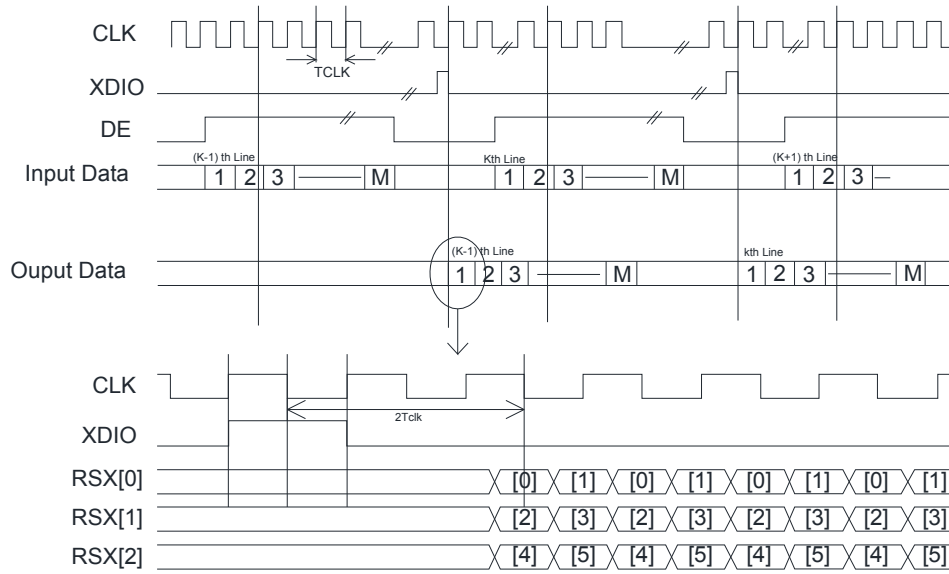 CLK
TCLK
XDIO
DE
(K-1) th Line Kth Line (K+1) th Line
Input Data 1 2 3 M 1 2 3 M 1 2 3
(K-1) th Line kth Line
Ouput Data 1 2 3 M 1 2 3 M
CLK
2Tclk
XDIO
RSX[0] [0] [1] [0] [1] [0] [1] [0] [1]
RSX[1] [2] [3] [2] [3] [2] [3] [2] [3]
RSX[2] [4] [5] [4] [5] [4] [5] [4] [5]